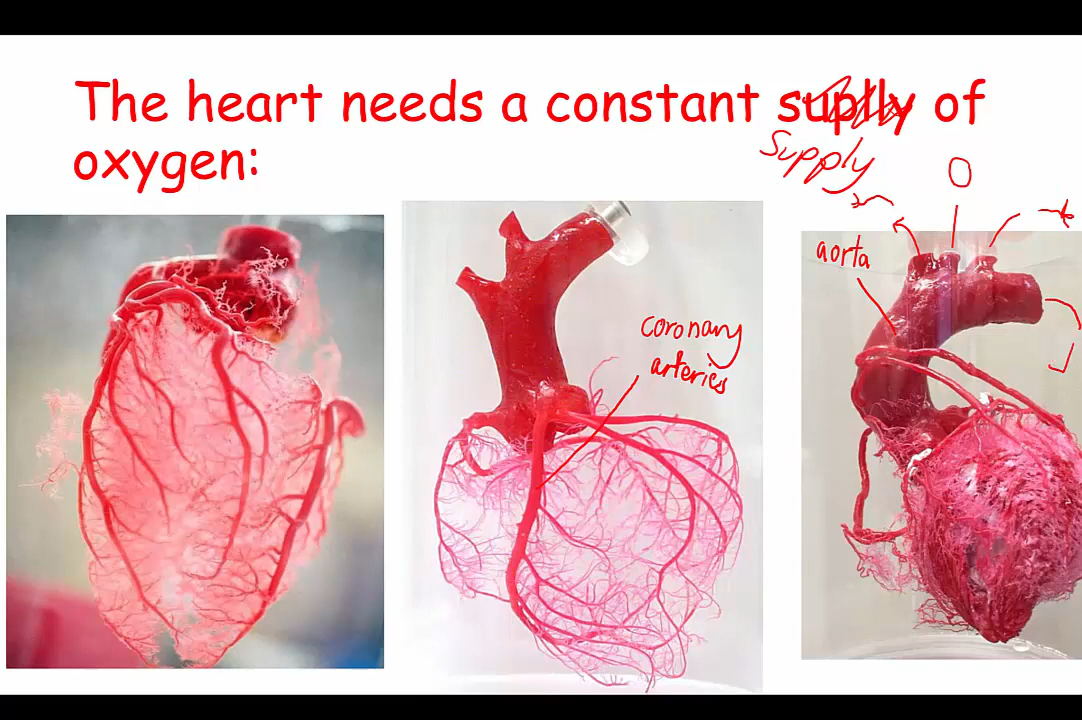 The heart needs a constant suplly of
oxygen:
Supply
aorta
coronary
arteries